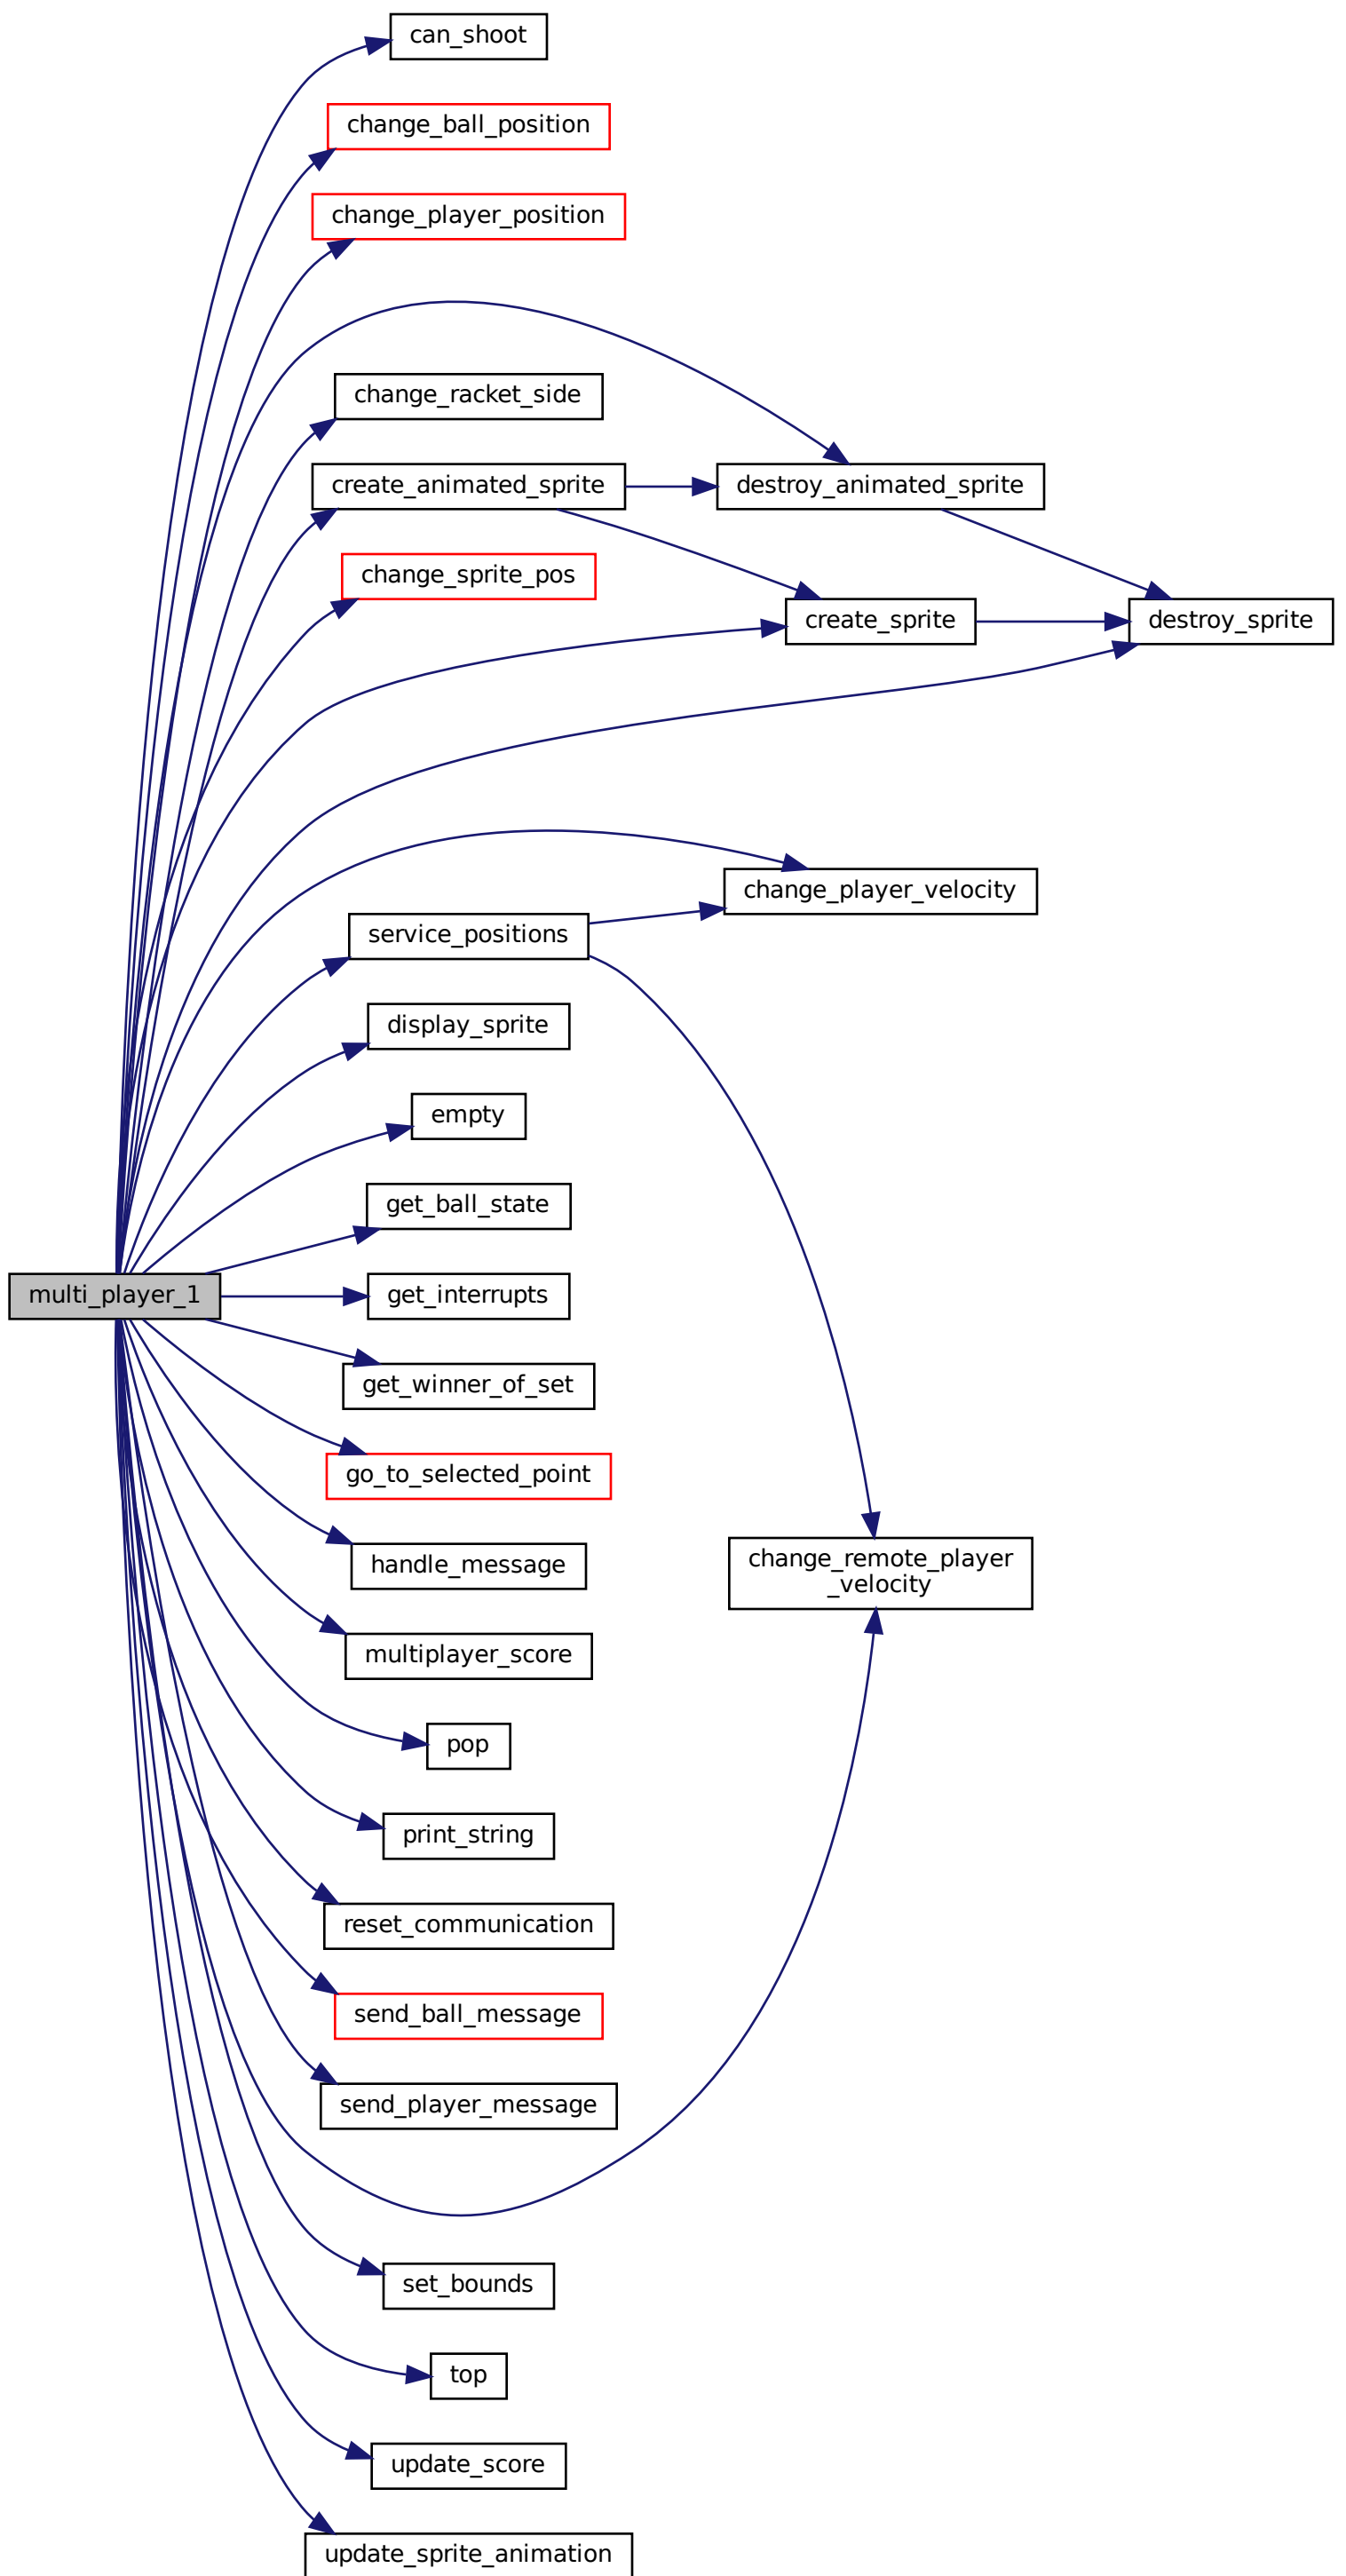 can_shoot
change_ball_position
change_player_position
change_racket_side
create_animated_sprite
destroy_animated_sprite
change_sprite_pos
create_sprite
destroy_sprite
change_player_velocity
service_positions
display_sprite
empty
get_ball_state
multi_player_1
get_interrupts
get_winner_of_set
go_to_selected_point
handle_message
change_remote_player
_velocity
multiplayer_score
pop
print_string
reset_communication
send_ball_message
send_player_message
set_bounds
top
update_score
update_sprite_animation